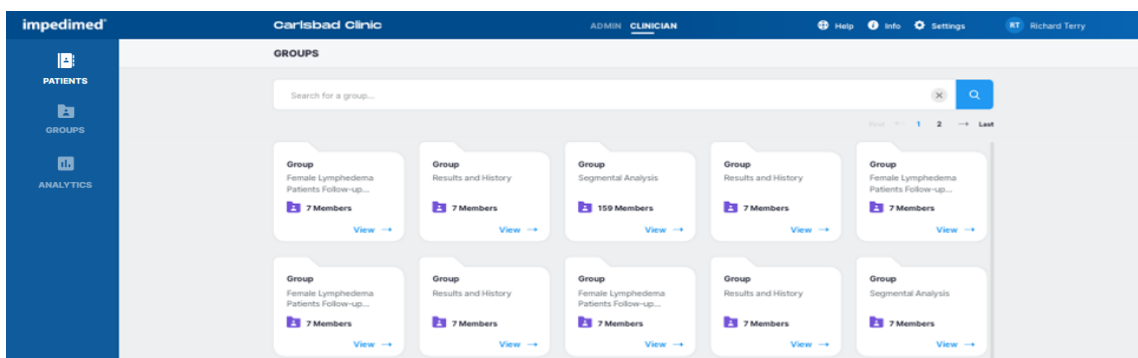 impedimed®
Carlsbad Clinic
ADMIN CLINICIAN
Help Info Settings
RT Richard Terry
PATIENTS
GROUPS
ANALYTICS
GROUPS
Search for a group...
First ← 1 2 → Last
Group
Female Lymphedema
Patients Follow-up...
7 Members
View →
Group
Results and History
7 Members
View →
Group
Segmental Analysis
159 Members
View →
Group
Results and History
7 Members
View →
Group
Female Lymphedema
Patients Follow-up...
7 Members
View →
Group
Female Lymphedema
Patients Follow-up...
7 Members
View →
Group
Results and History
7 Members
View →
Group
Female Lymphedema
Patients Follow-up...
7 Members
View →
Group
Results and History
7 Members
View →
Group
Segmental Analysis
7 Members
View →